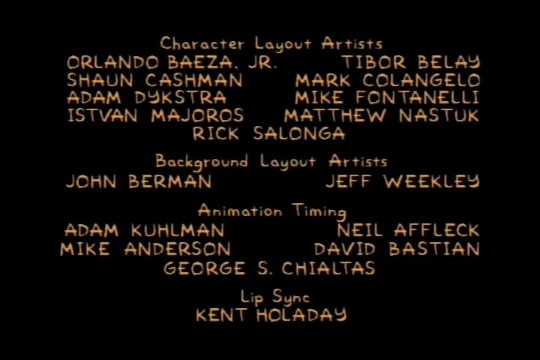 Character Layout Artists
ORLANDO BAEZA, JR. TIBOR BELAY
SHAUN CASHMAN MARK COLANGELO
ADAM DYKSTRA MIKE FONTANELLI
ISTVAN MAJOROS MATTHEW NASTUK
RICK SALONGA
Background Layout Artists
JOHN BERMAN JEFF WEEKLEY
Animation Timing
ADAM KUHLMAN NEIL AFFLECK
MIKE ANDERSON DAVID BASTIAN
GEORGE S. CHIALTAS
Lip Sync
KENT HOLADAY